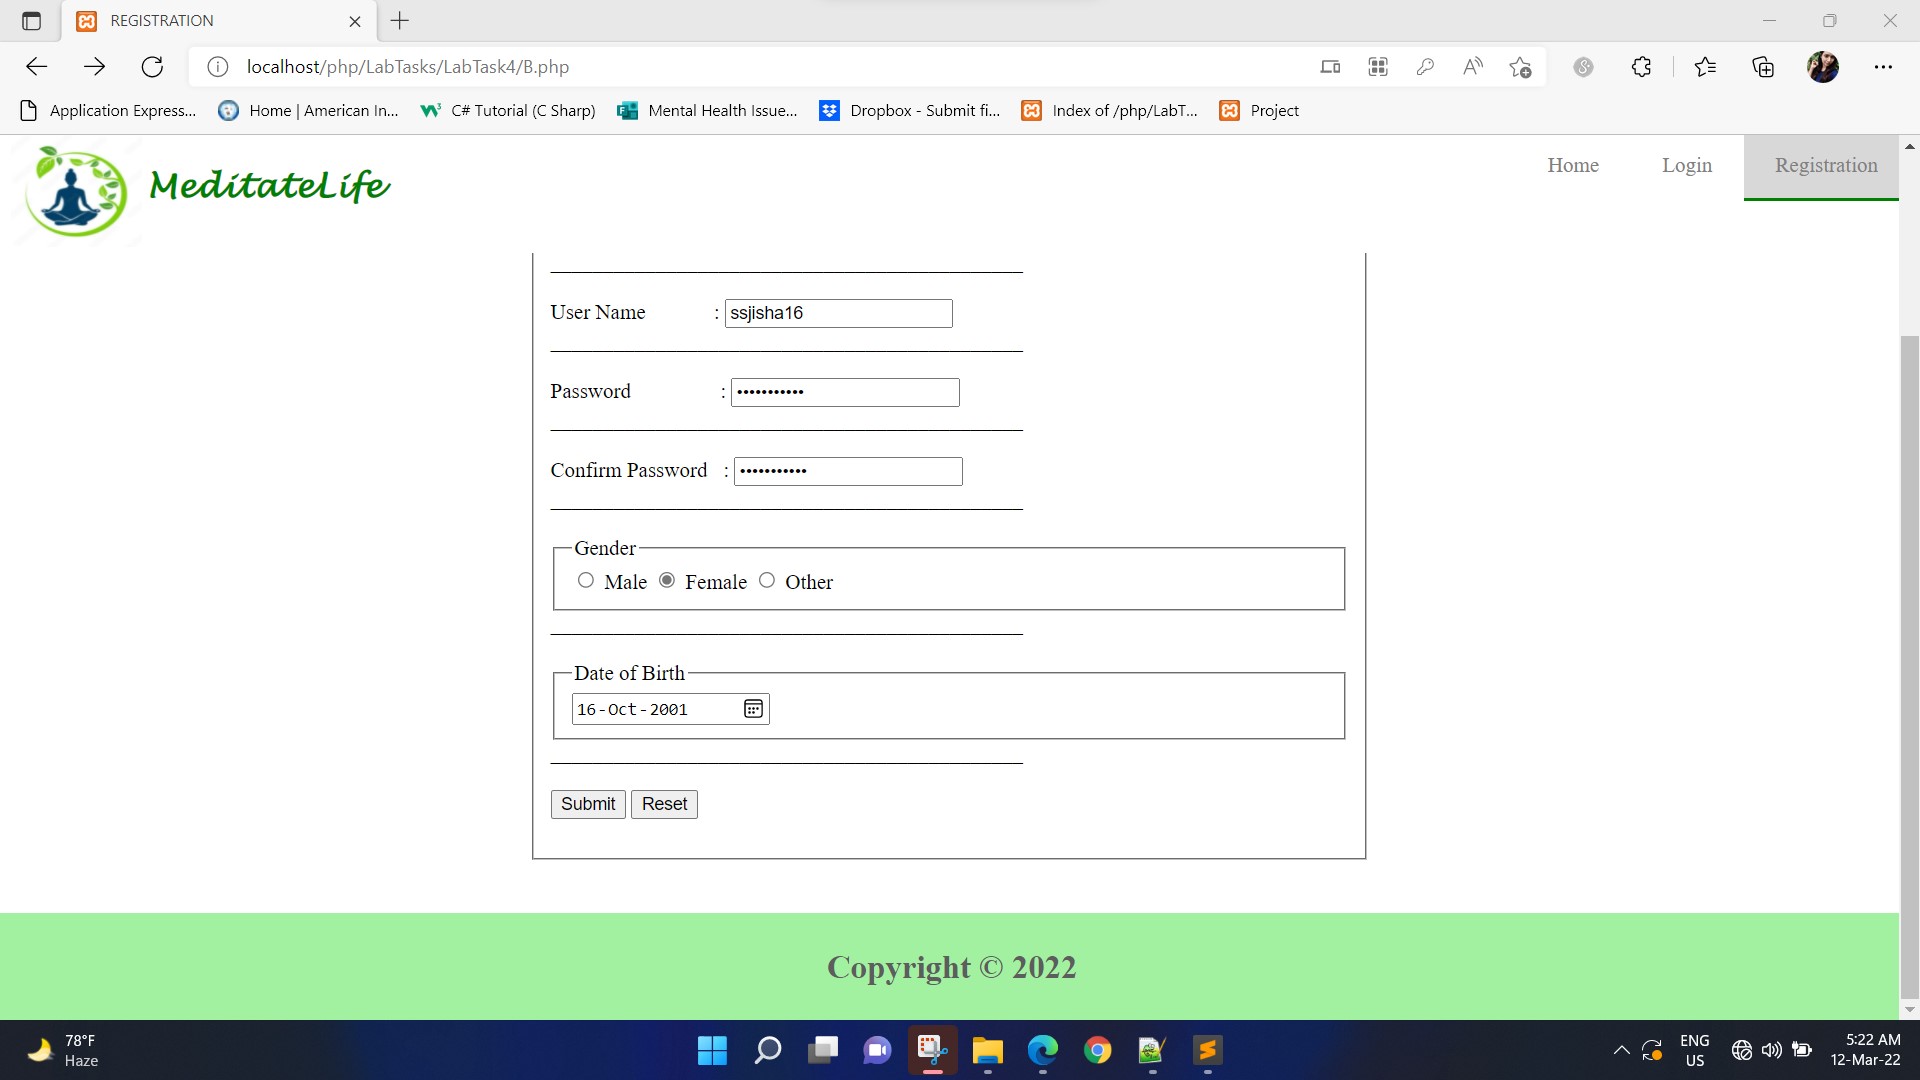 REGISTRATION
localhost/php/LabTasks/LabTask4/B.php
Application Express... Home | American In... C# Tutorial (C Sharp) Mental Health Issue... Dropbox - Submit fi... Index of /php/LabT... Project
MeditateLife
Home Login Registration
User Name : ssjisha16
Password : •••••••••••
Confirm Password : •••••••••••
Gender
Male Female Other
Date of Birth
16-Oct-2001
Submit Reset
Copyright © 2022
78°F
Haze
ENG
US
5:22 AM
12-Mar-22